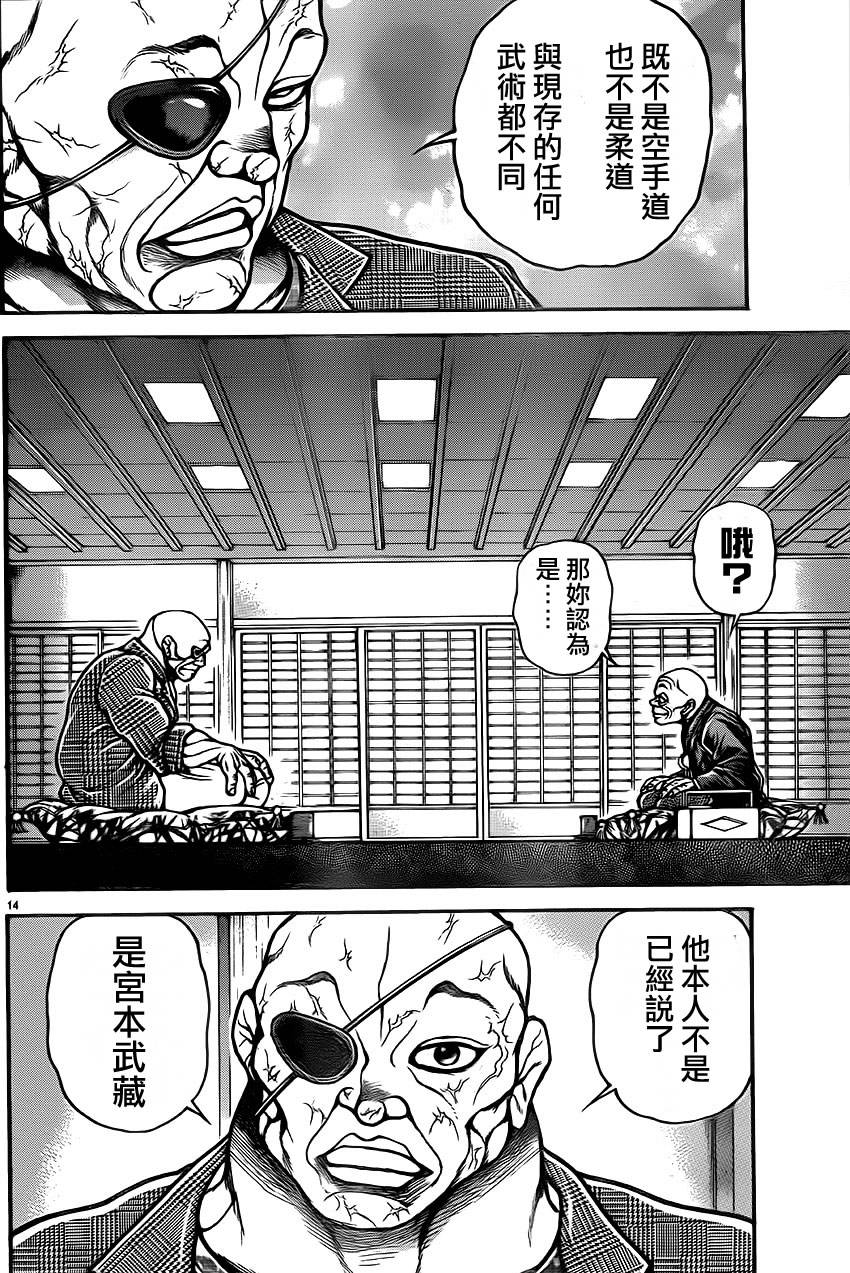 既不是空手道
也不是柔道
與現存的任何
武術都不同
哦?
那妳認為
是……
14
他本人不是
已經說了
是宮本武藏